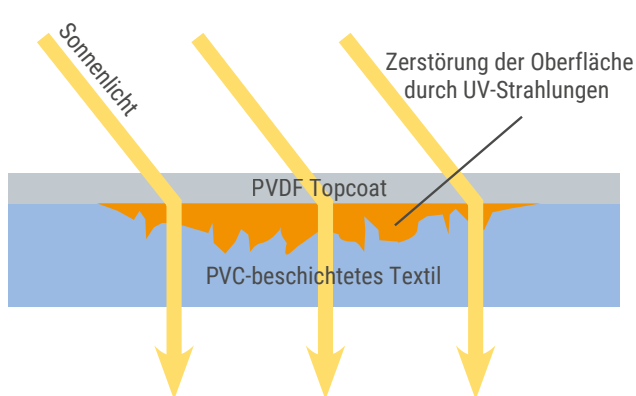 Sonnenlicht
Zerstörung der Oberfläche
durch UV-Strahlungen
PVDF Topcoat
PVC-beschichtetes Textil